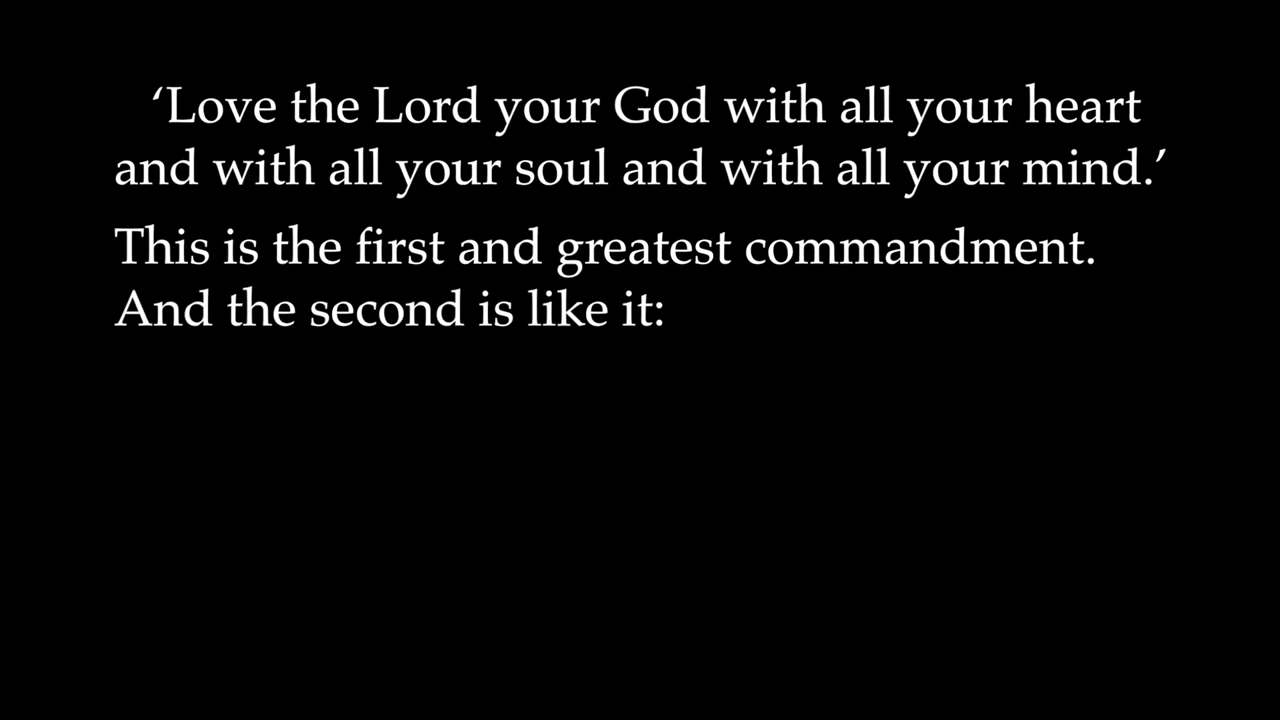 ‘Love the Lord your God with all your heart
and with all your soul and with all your mind.’
This is the first and greatest commandment.
And the second is like it: